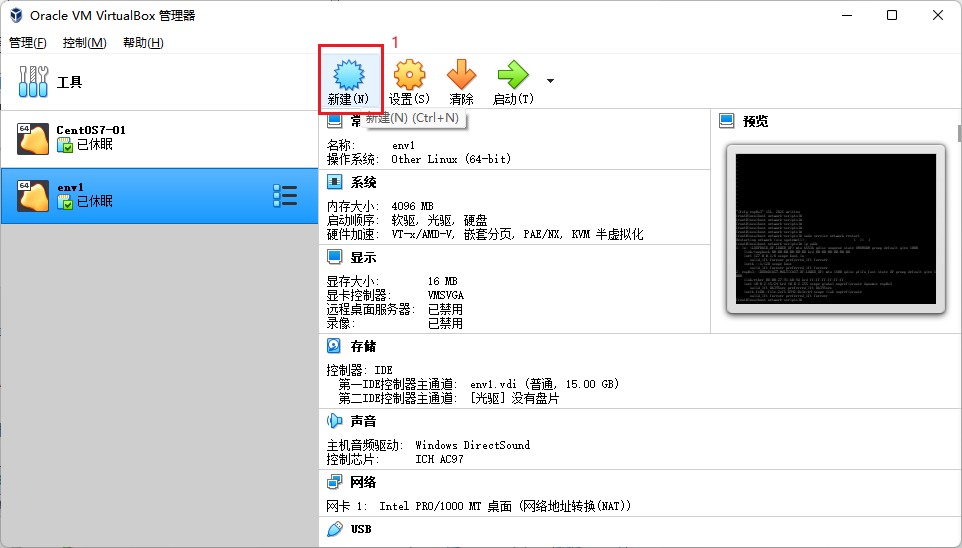 Oracle VM VirtualBox 管理器
管理(F) 控制(M) 帮助(H)
1
工具
新建(N) 设置(S) 清除 启动(T)
新建(N) (Ctrl+N)
64
CentOS7-01
已休眠
64
env1
已休眠
常
名称: env1
操作系统: Other Linux (64-bit)
系统
内存大小: 4096 MB
启动顺序: 软驱, 光驱, 硬盘
硬件加速: VT-x/AMD-V, 嵌套分页, PAE/NX, KVM 半虚拟化
显示
显存大小: 16 MB
显卡控制器: VMSVGA
远程桌面服务器: 已禁用
录像: 已禁用
存储
控制器: IDE
第一IDE控制器主通道: env1.vdi (普通, 15.00 GB)
第二IDE控制器主通道: [光驱] 没有盘片
声音
主机音频驱动: Windows DirectSound
控制芯片: ICH AC97
网络
网卡 1: Intel PRO/1000 MT 桌面 (网络地址转换(NAT))
USB
预览